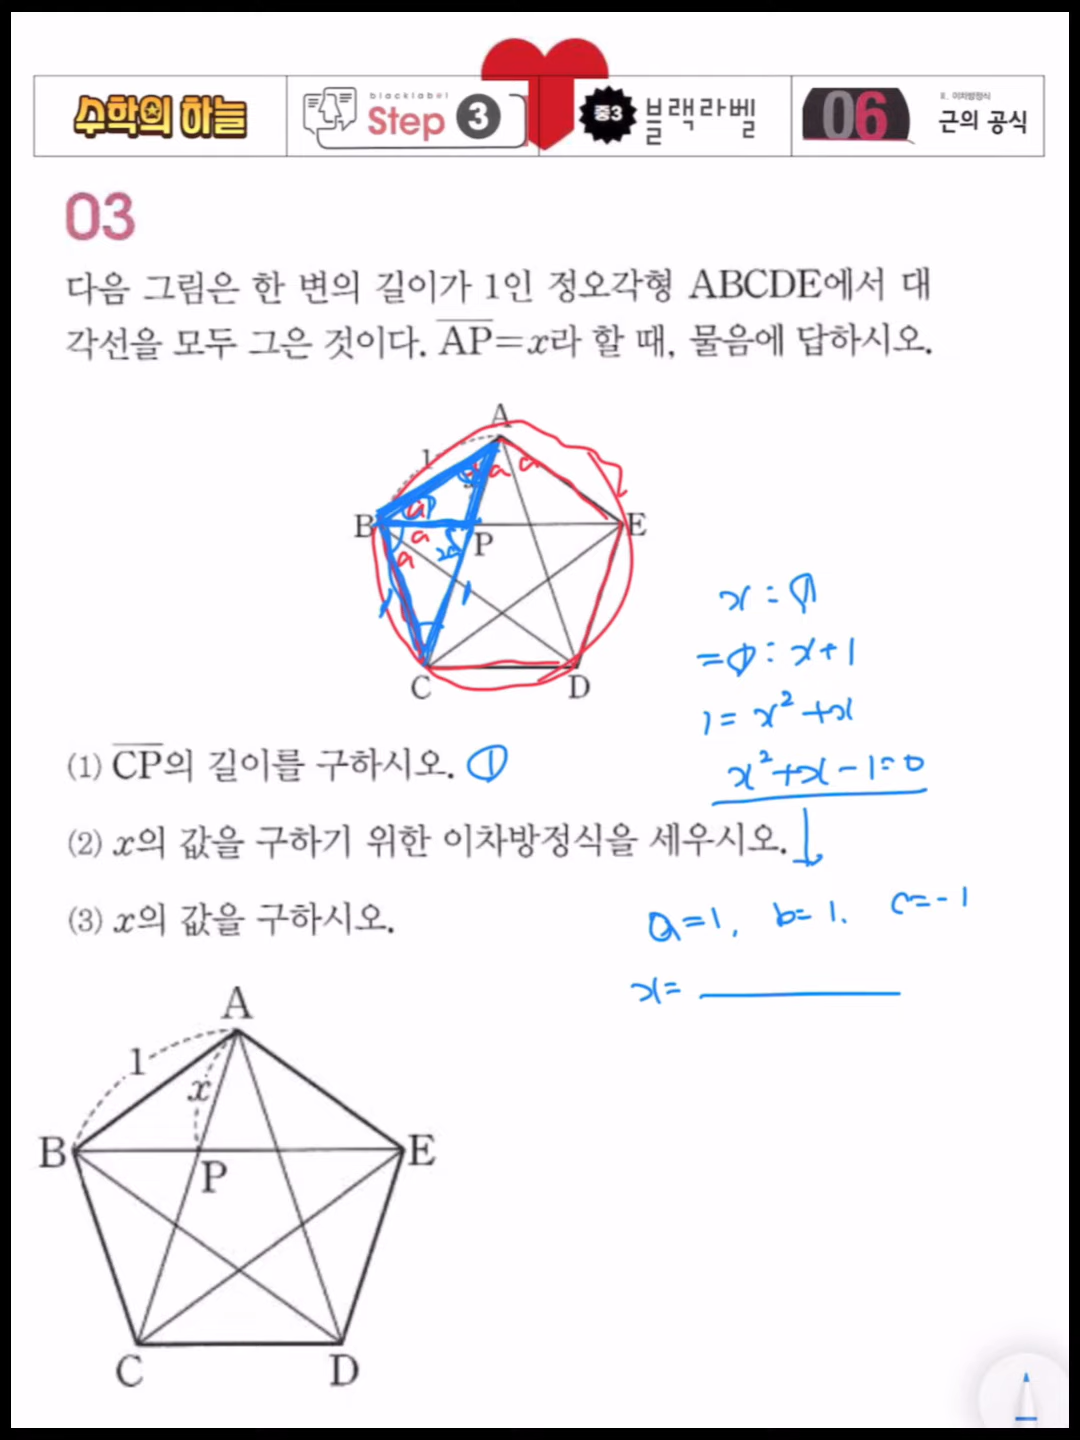 수학의 하늘
blacklabel
Step 3
중3
블랙라벨
06
II. 이차방정식
근의 공식
03
다음 그림은 한 변의 길이가 1인 정오각형 ABCDE에서 대
각선을 모두 그은 것이다. AP=x라 할 때, 물음에 답하시오.
A
1
a a
B a P E
a 2a
a
1 1
C D
x : 1
= 1 : x+1
1 = x² + x
x² + x - 1 = 0
(1) CP의 길이를 구하시오. 1
(2) x의 값을 구하기 위한 이차방정식을 세우시오.
(3) x의 값을 구하시오.
a=1, b=1, c=-1
x=
A
1
x
B P E
C D